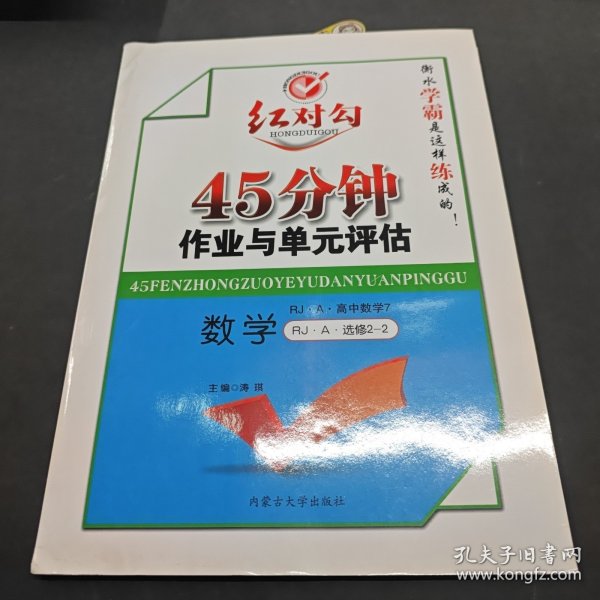 红对勾
HONGDUIGOU
衡水学霸是这样练成的！
45分钟
作业与单元评估
45FENZHONGZUOYEYUDANYUANPINGGU
数学
RJ·A·高中数学7
RJ·A·选修2-2
主编◎涛琪
内蒙古大学出版社
孔夫子旧书网
www.kongfz.com